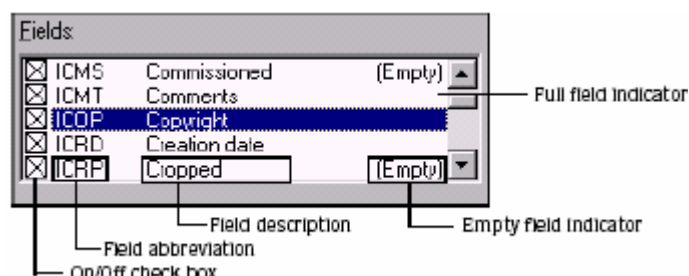 Fields:
ICMS Commissioned (Empty)
ICMT Comments
Full field indicator
ICOP Copyright
ICRD Creation date
ICRP Cropped (Empty)
Field description
Empty field indicator
Field abbreviation
On/Off check box